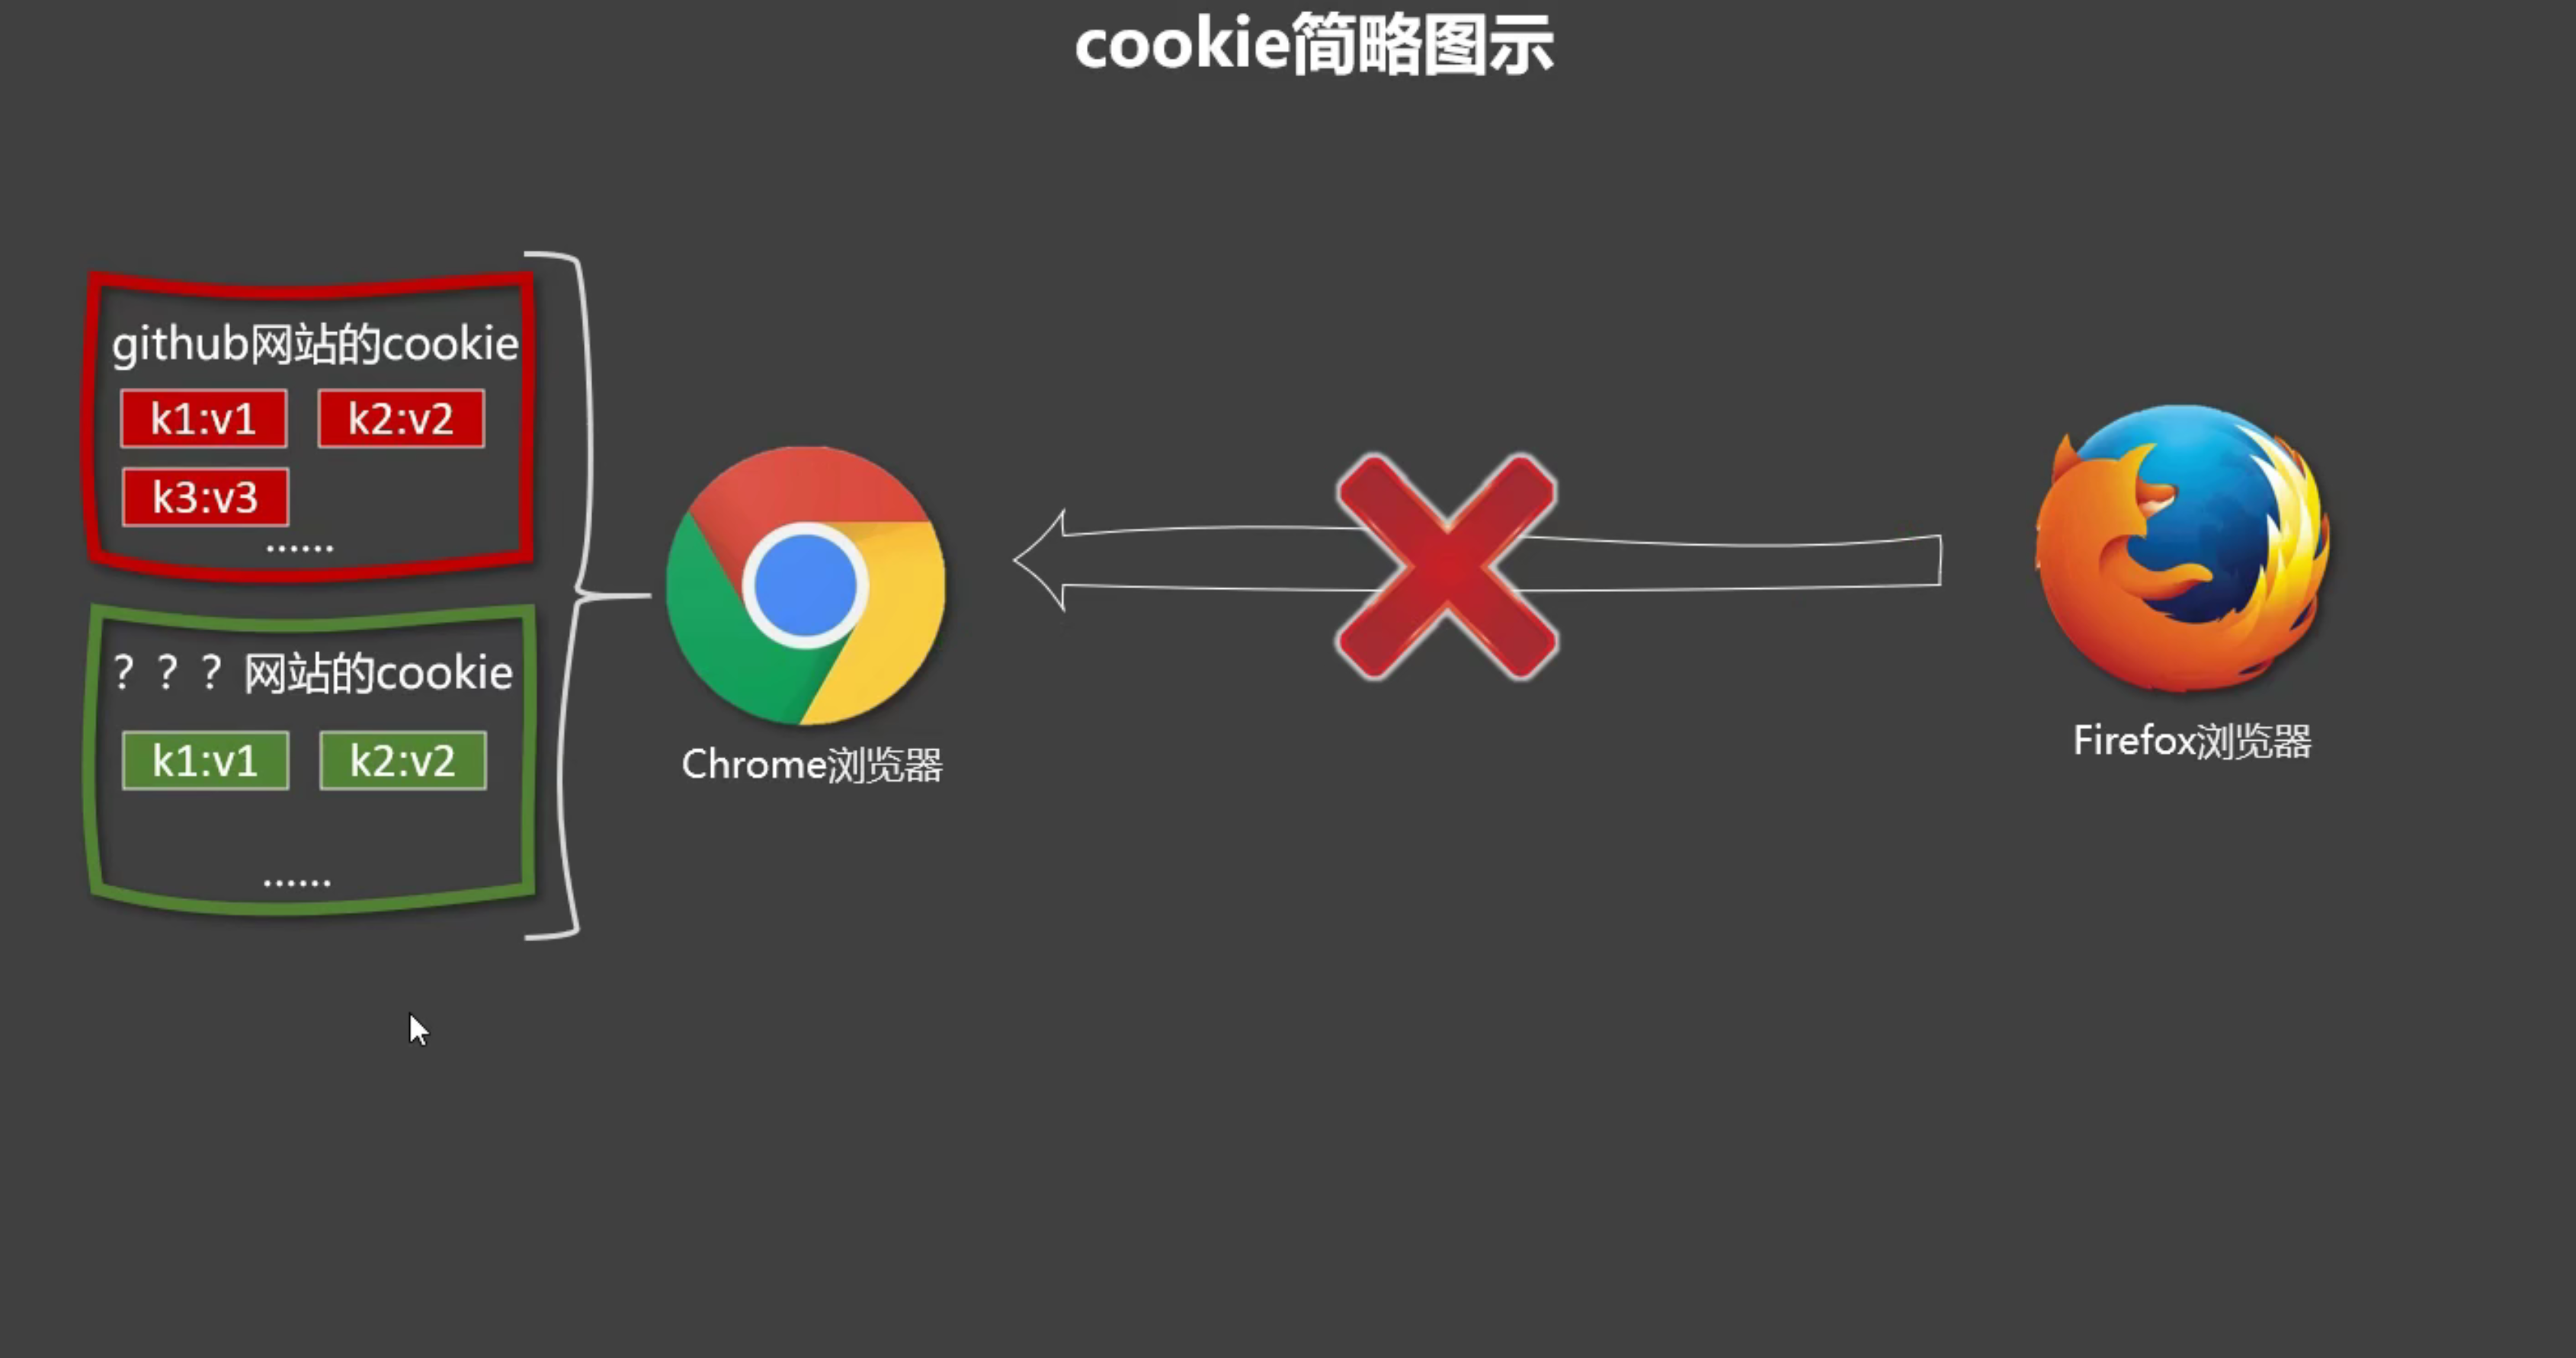 cookie简略图示
github网站的cookie
k1:v1 k2:v2
k3:v3
......
？？？网站的cookie
k1:v1 k2:v2
......
Chrome浏览器
Firefox浏览器